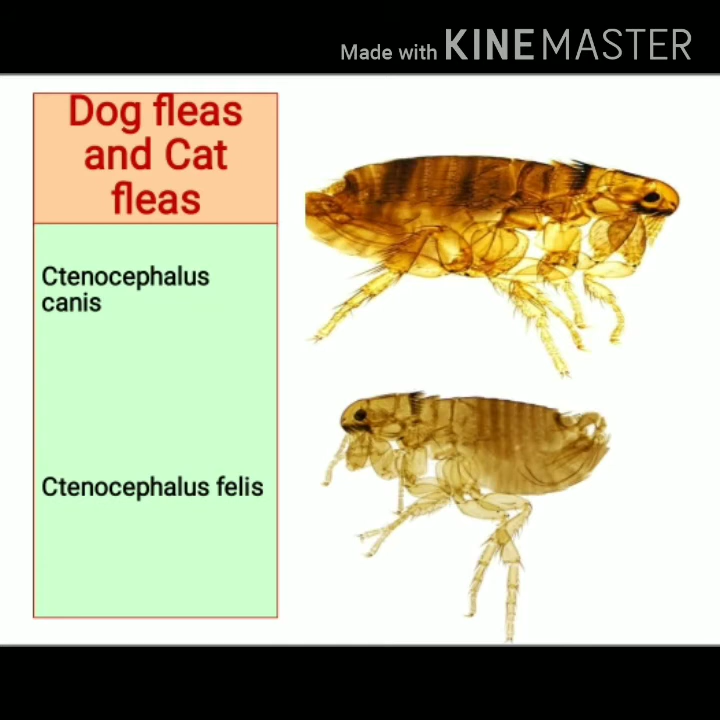 Made with KINEMASTER
Dog fleas
and Cat
fleas
Ctenocephalus
canis
Ctenocephalus felis